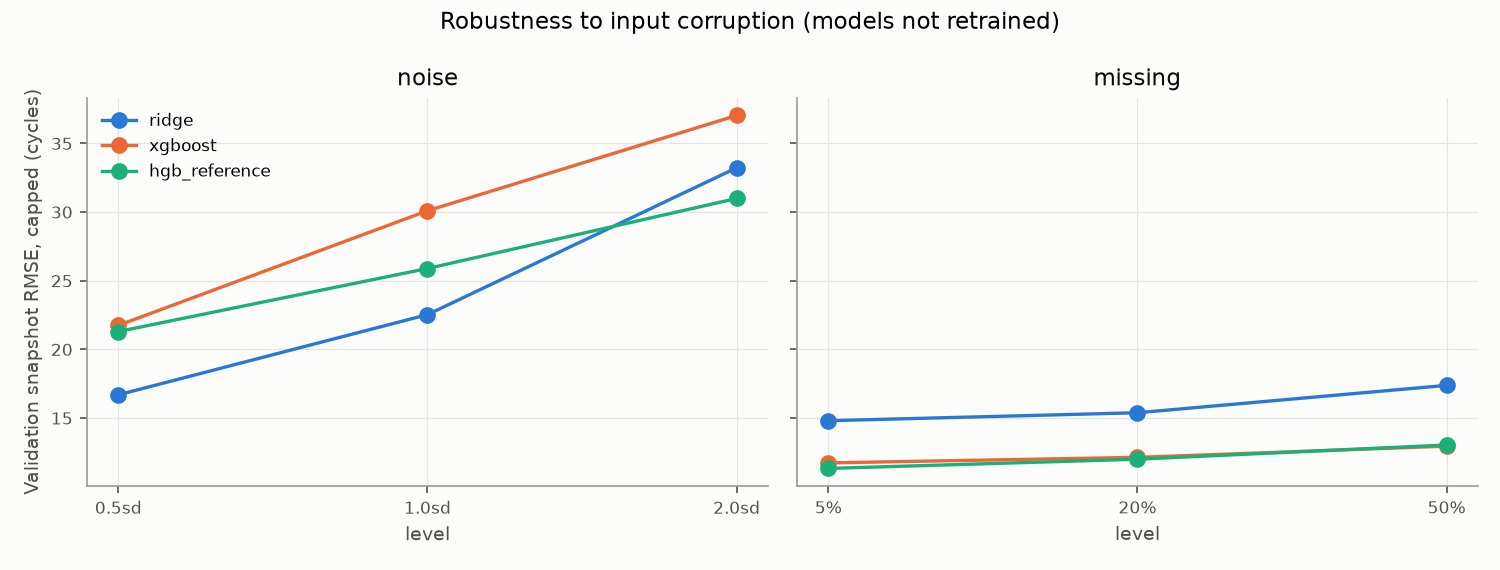 Robustness to input corruption (models not retrained)
noise
Validation snapshot RMSE, capped (cycles)
35
30
25
20
15
ridge
xgboost
hgb_reference
0.5sd
1.0sd
2.0sd
level
missing
5%
20%
50%
level